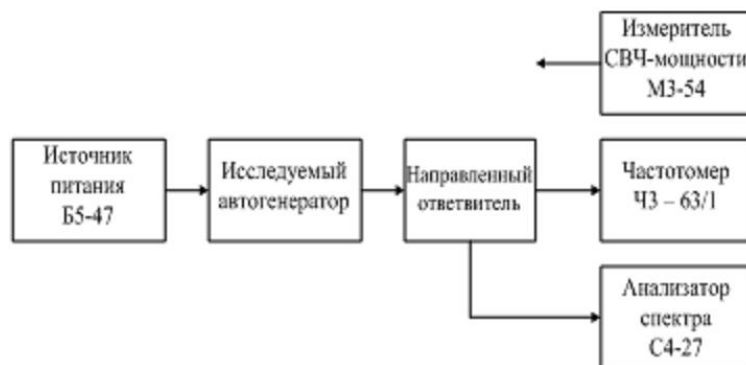 Измеритель
СВЧ-мощности
М3-54
Источник
питания
Б5-47
Исследуемый
автогенератор
Направленный
ответвитель
Частотомер
Ч3 – 63/1
Анализатор
спектра
С4-27